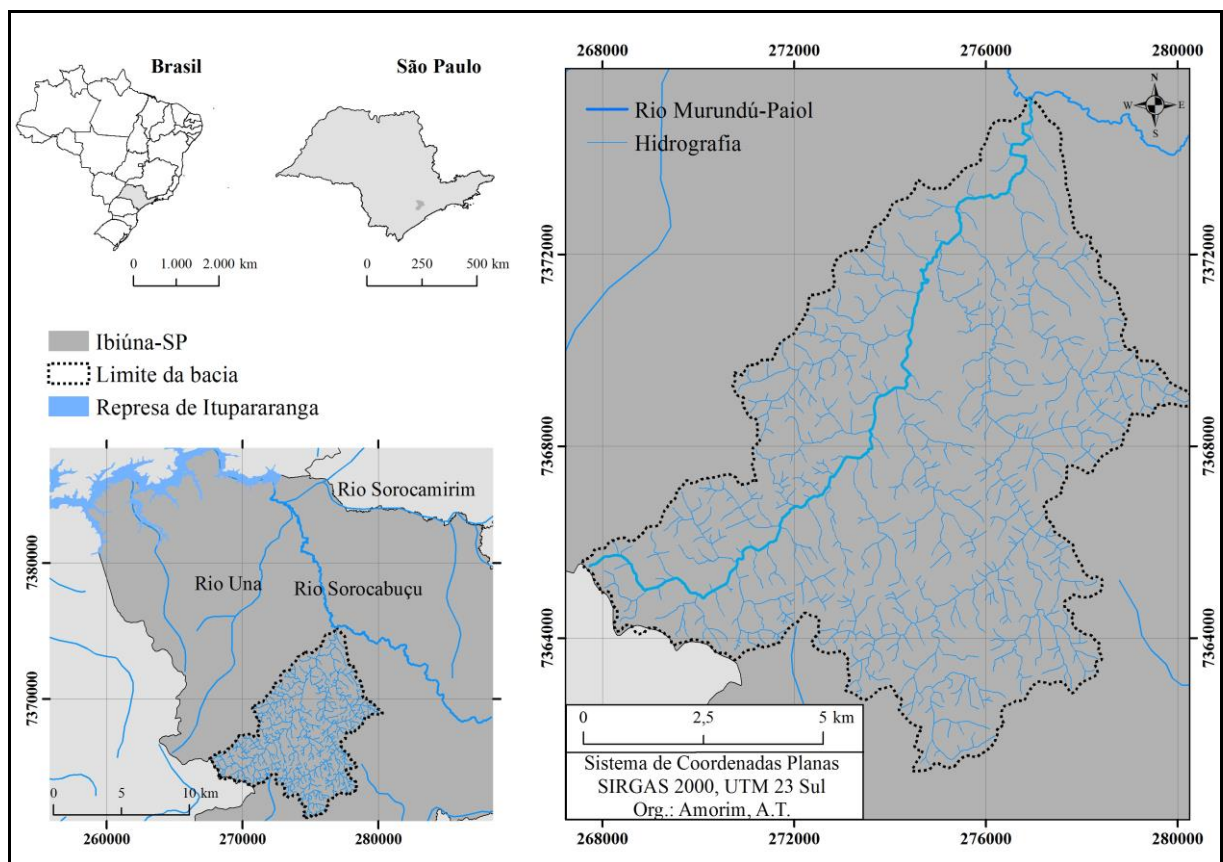 Brasil
São Paulo
0 1.000 2.000 km
0 250 500 km
Ibiúna-SP
Limite da bacia
Represa de Itupararanga
Rio Sorocamirim
Rio Una
Rio Sorocabuçu
7380000
7370000
0 5 10 km
260000 270000 280000
268000 272000 276000 280000
Rio Murundú-Paiol
Hidrografia
N
W E
S
7372000
7372000
7368000
7368000
7364000
7364000
0 2,5 5 km
Sistema de Coordenadas Planas
SIRGAS 2000, UTM 23 Sul
Org.: Amorim, A.T.
268000 272000 276000 280000